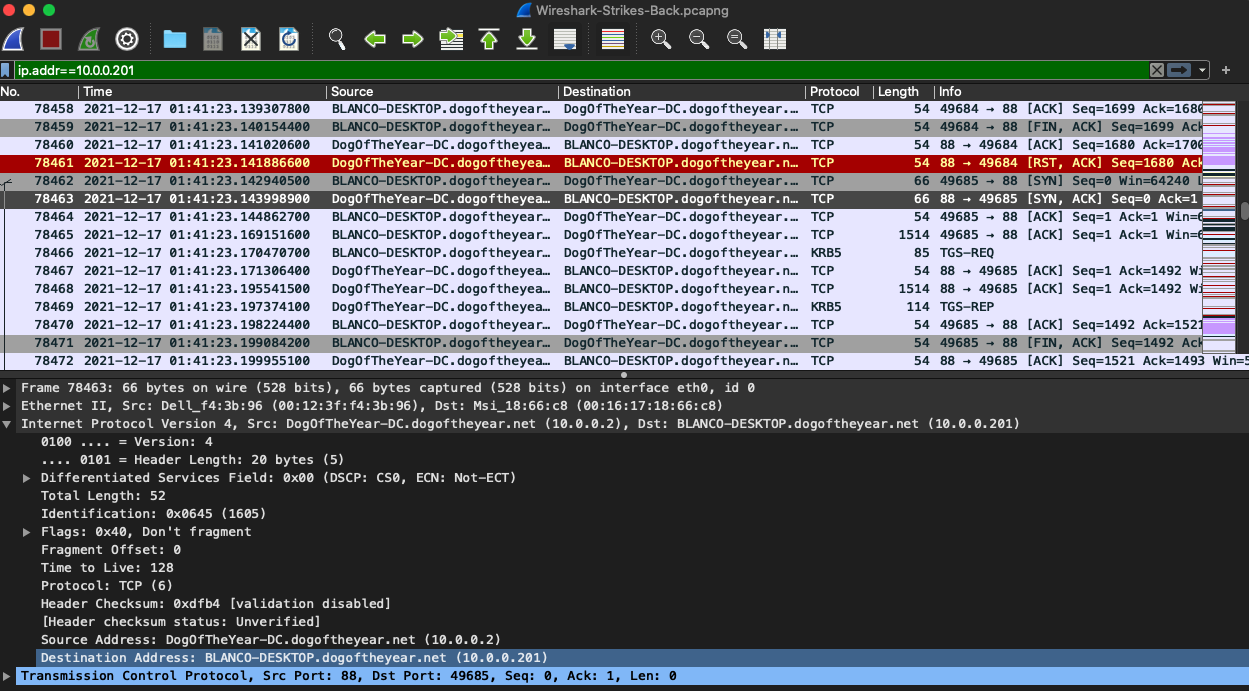 Wireshark-Strikes-Back.pcapng
ip.addr==10.0.0.201
No. Time Source Destination Protocol Length Info
78458 2021-12-17 01:41:23.139307800 BLANCO-DESKTOP.dogoftheyear… DogOfTheYear-DC.dogoftheyear.… TCP 54 49684 → 88 [ACK] Seq=1699 Ack=1680
78459 2021-12-17 01:41:23.140154400 BLANCO-DESKTOP.dogoftheyear… DogOfTheYear-DC.dogoftheyear.… TCP 54 49684 → 88 [FIN, ACK] Seq=1699 Ack
78460 2021-12-17 01:41:23.141020600 DogOfTheYear-DC.dogoftheyea… BLANCO-DESKTOP.dogoftheyear.n… TCP 54 88 → 49684 [ACK] Seq=1680 Ack=1700
78461 2021-12-17 01:41:23.141886600 DogOfTheYear-DC.dogoftheyea… BLANCO-DESKTOP.dogoftheyear.n… TCP 54 88 → 49684 [RST, ACK] Seq=1680 Ack
78462 2021-12-17 01:41:23.142940500 BLANCO-DESKTOP.dogoftheyear… DogOfTheYear-DC.dogoftheyear.… TCP 66 49685 → 88 [SYN] Seq=0 Win=64240 L
78463 2021-12-17 01:41:23.143998900 DogOfTheYear-DC.dogoftheyea… BLANCO-DESKTOP.dogoftheyear.n… TCP 66 88 → 49685 [SYN, ACK] Seq=0 Ack=1
78464 2021-12-17 01:41:23.144862700 BLANCO-DESKTOP.dogoftheyear… DogOfTheYear-DC.dogoftheyear.… TCP 54 49685 → 88 [ACK] Seq=1 Ack=1 Win=6
78465 2021-12-17 01:41:23.169151600 BLANCO-DESKTOP.dogoftheyear… DogOfTheYear-DC.dogoftheyear.… TCP 1514 49685 → 88 [ACK] Seq=1 Ack=1 Win=6
78466 2021-12-17 01:41:23.170470700 BLANCO-DESKTOP.dogoftheyear… DogOfTheYear-DC.dogoftheyear.… KRB5 85 TGS-REQ
78467 2021-12-17 01:41:23.171306400 DogOfTheYear-DC.dogoftheyea… BLANCO-DESKTOP.dogoftheyear.n… TCP 54 88 → 49685 [ACK] Seq=1 Ack=1492 Wi
78468 2021-12-17 01:41:23.195541500 DogOfTheYear-DC.dogoftheyea… BLANCO-DESKTOP.dogoftheyear.n… TCP 1514 88 → 49685 [ACK] Seq=1 Ack=1492 Wi
78469 2021-12-17 01:41:23.197374100 DogOfTheYear-DC.dogoftheyea… BLANCO-DESKTOP.dogoftheyear.n… KRB5 114 TGS-REP
78470 2021-12-17 01:41:23.198224400 BLANCO-DESKTOP.dogoftheyear… DogOfTheYear-DC.dogoftheyear.… TCP 54 49685 → 88 [ACK] Seq=1492 Ack=1521
78471 2021-12-17 01:41:23.199084200 BLANCO-DESKTOP.dogoftheyear… DogOfTheYear-DC.dogoftheyear.… TCP 54 49685 → 88 [FIN, ACK] Seq=1492 Ack
78472 2021-12-17 01:41:23.199955100 DogOfTheYear-DC.dogoftheyea… BLANCO-DESKTOP.dogoftheyear.n… TCP 54 88 → 49685 [ACK] Seq=1521 Ack=1493 Win=5
Frame 78463: 66 bytes on wire (528 bits), 66 bytes captured (528 bits) on interface eth0, id 0
Ethernet II, Src: Dell_f4:3b:96 (00:12:3f:f4:3b:96), Dst: Msi_18:66:c8 (00:16:17:18:66:c8)
Internet Protocol Version 4, Src: DogOfTheYear-DC.dogoftheyear.net (10.0.0.2), Dst: BLANCO-DESKTOP.dogoftheyear.net (10.0.0.201)
0100 .... = Version: 4
.... 0101 = Header Length: 20 bytes (5)
Differentiated Services Field: 0x00 (DSCP: CS0, ECN: Not-ECT)
Total Length: 52
Identification: 0x0645 (1605)
Flags: 0x40, Don't fragment
Fragment Offset: 0
Time to Live: 128
Protocol: TCP (6)
Header Checksum: 0xdfb4 [validation disabled]
[Header checksum status: Unverified]
Source Address: DogOfTheYear-DC.dogoftheyear.net (10.0.0.2)
Destination Address: BLANCO-DESKTOP.dogoftheyear.net (10.0.0.201)
Transmission Control Protocol, Src Port: 88, Dst Port: 49685, Seq: 0, Ack: 1, Len: 0